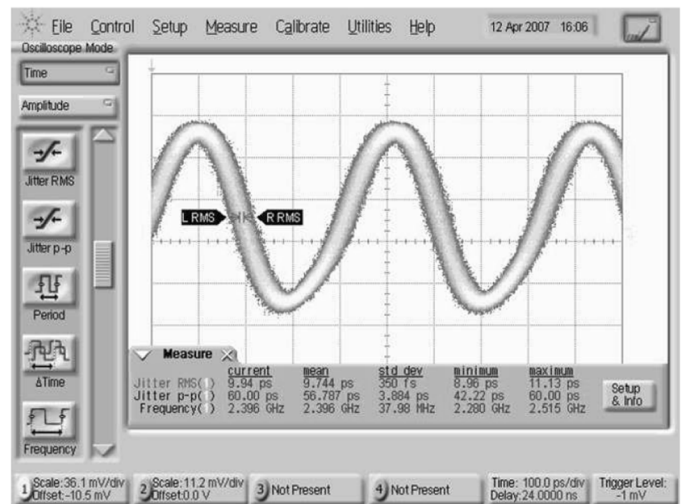 File Control Setup Measure Calibrate Utilities Help 12 Apr 2007 16:06
Oscilloscope Mode
Time
Amplitude
Jitter RMS
Jitter p-p
Period
ΔTime
Frequency
L RMS R RMS
Measure
current mean std dev minimum maximum
Jitter RMS(1) 9.94 ps 9.744 ps 350 fs 8.96 ps 11.13 ps
Jitter p-p(1) 60.00 ps 56.787 ps 3.884 ps 42.22 ps 60.00 ps
Frequency(1) 2.396 GHz 2.396 GHz 37.98 MHz 2.280 GHz 2.515 GHz
Setup
& Info
1 Scale:36.1 mV/div 2 Scale:11.2 mV/div 3 Not Present 4 Not Present Time: 100.0 ps/div Trigger Level:
Offset:-10.5 mV Offset:0.0 V Delay:24.0000 ns -1 mV